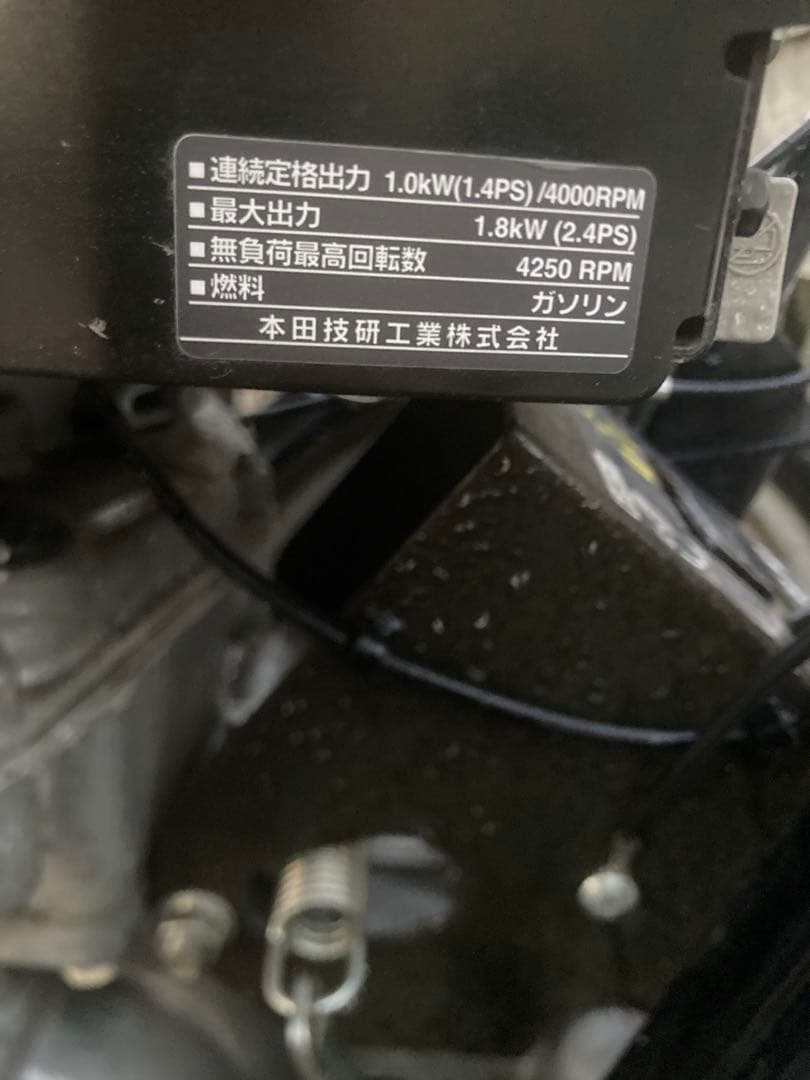 ■連続定格出力 1.0kW(1.4PS)/4000RPM
■最大出力 1.8kW (2.4PS)
■無負荷最高回転数 4250 RPM
■燃料 ガソリン
本田技研工業株式会社